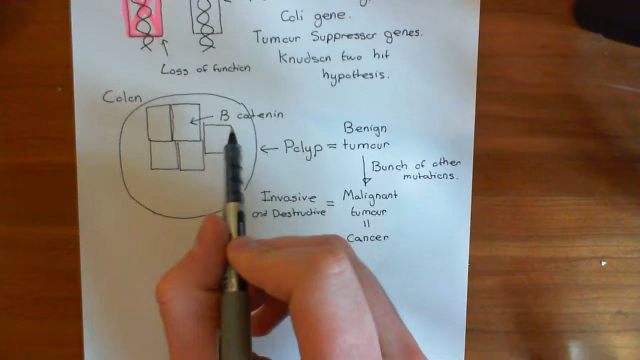 Coli gene.
Tumour Suppressor genes.
Loss of function
Knudson two hit
hypothesis.
Colon
B catenin
Polyp = Benign
tumour
Bunch of other
mutations.
Invasive
and Destructive
= Malignant
tumour
=
Cancer